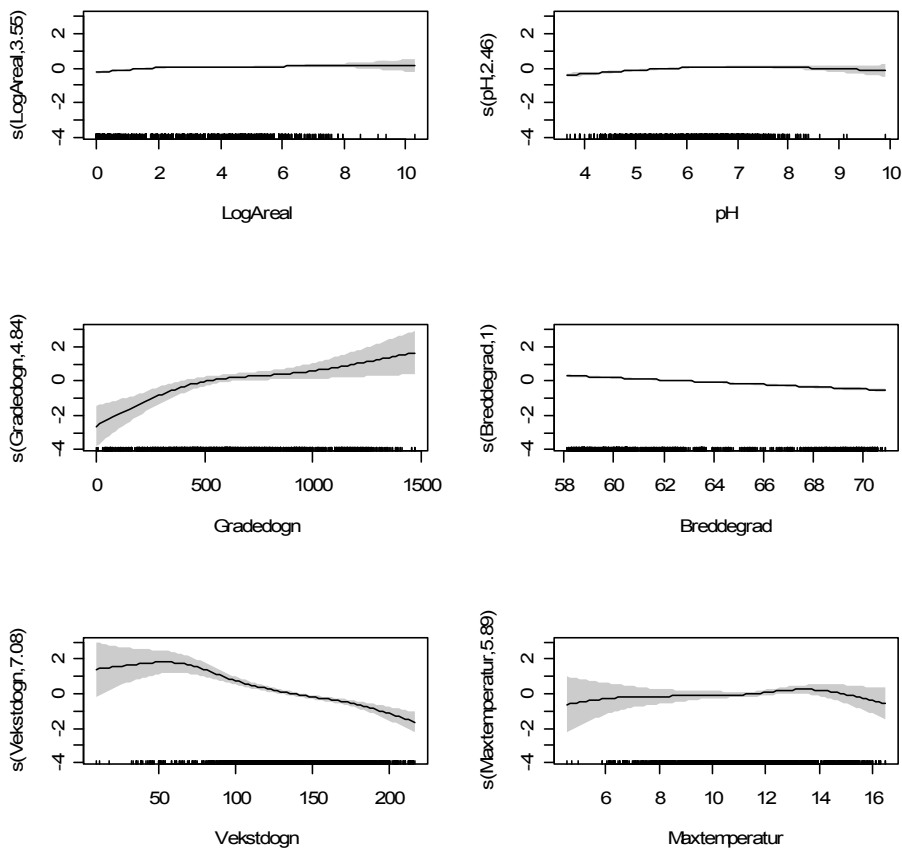 s(LogAreal,3.55)
2
0
-2
-4
0 2 4 6 8 10
LogAreal
s(pH,2.46)
2
0
-2
-4
4 5 6 7 8 9 10
pH
s(Gradedogn,4.84)
2
0
-2
-4
0 500 1000 1500
Gradedogn
s(Breddegrad,1)
2
0
-2
-4
58 60 62 64 66 68 70
Breddegrad
s(Vekstdogn,7.08)
2
0
-2
-4
50 100 150 200
Vekstdogn
s(Maxtemperatur,5.89)
2
0
-2
-4
6 8 10 12 14 16
Maxtemperatur